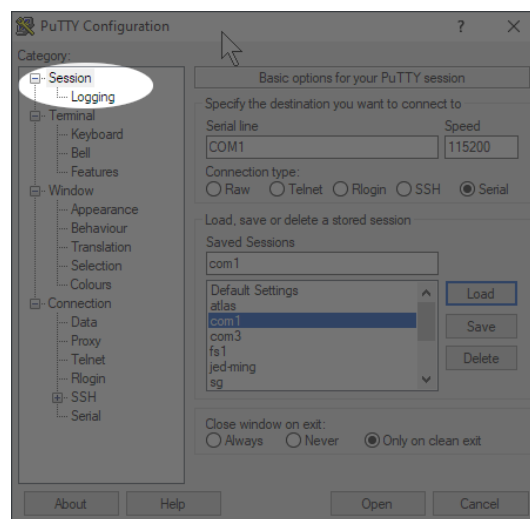 PuTTY Configuration
Category:
Session
Logging
Terminal
Keyboard
Bell
Features
Window
Appearance
Behaviour
Translation
Selection
Colours
Connection
Data
Proxy
Telnet
Rlogin
SSH
Serial
Basic options for your PuTTY session
Specify the destination you want to connect to
Serial line Speed
COM1 115200
Connection type:
Raw Telnet Rlogin SSH Serial
Load, save or delete a stored session
Saved Sessions
com1
Default Settings
atlas
com1
com3
fs1
jed-ming
sg
Load
Save
Delete
Close window on exit:
Always Never Only on clean exit
About Help Open Cancel